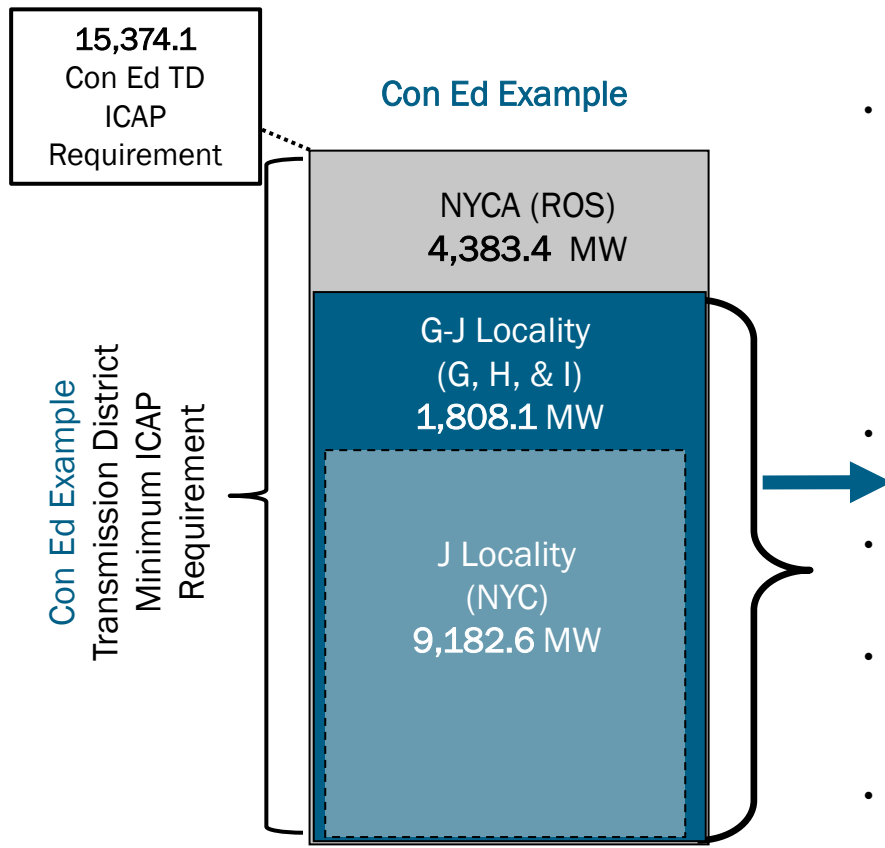 15,374.1
Con Ed TD
ICAP
Requirement
Con Ed Example
NYCA (ROS)
4,383.4 MW
G-J Locality
(G, H, & I)
1,808.1 MW
J Locality
(NYC)
9,182.6 MW
Con Ed Example
Transmission District
Minimum ICAP
Requirement